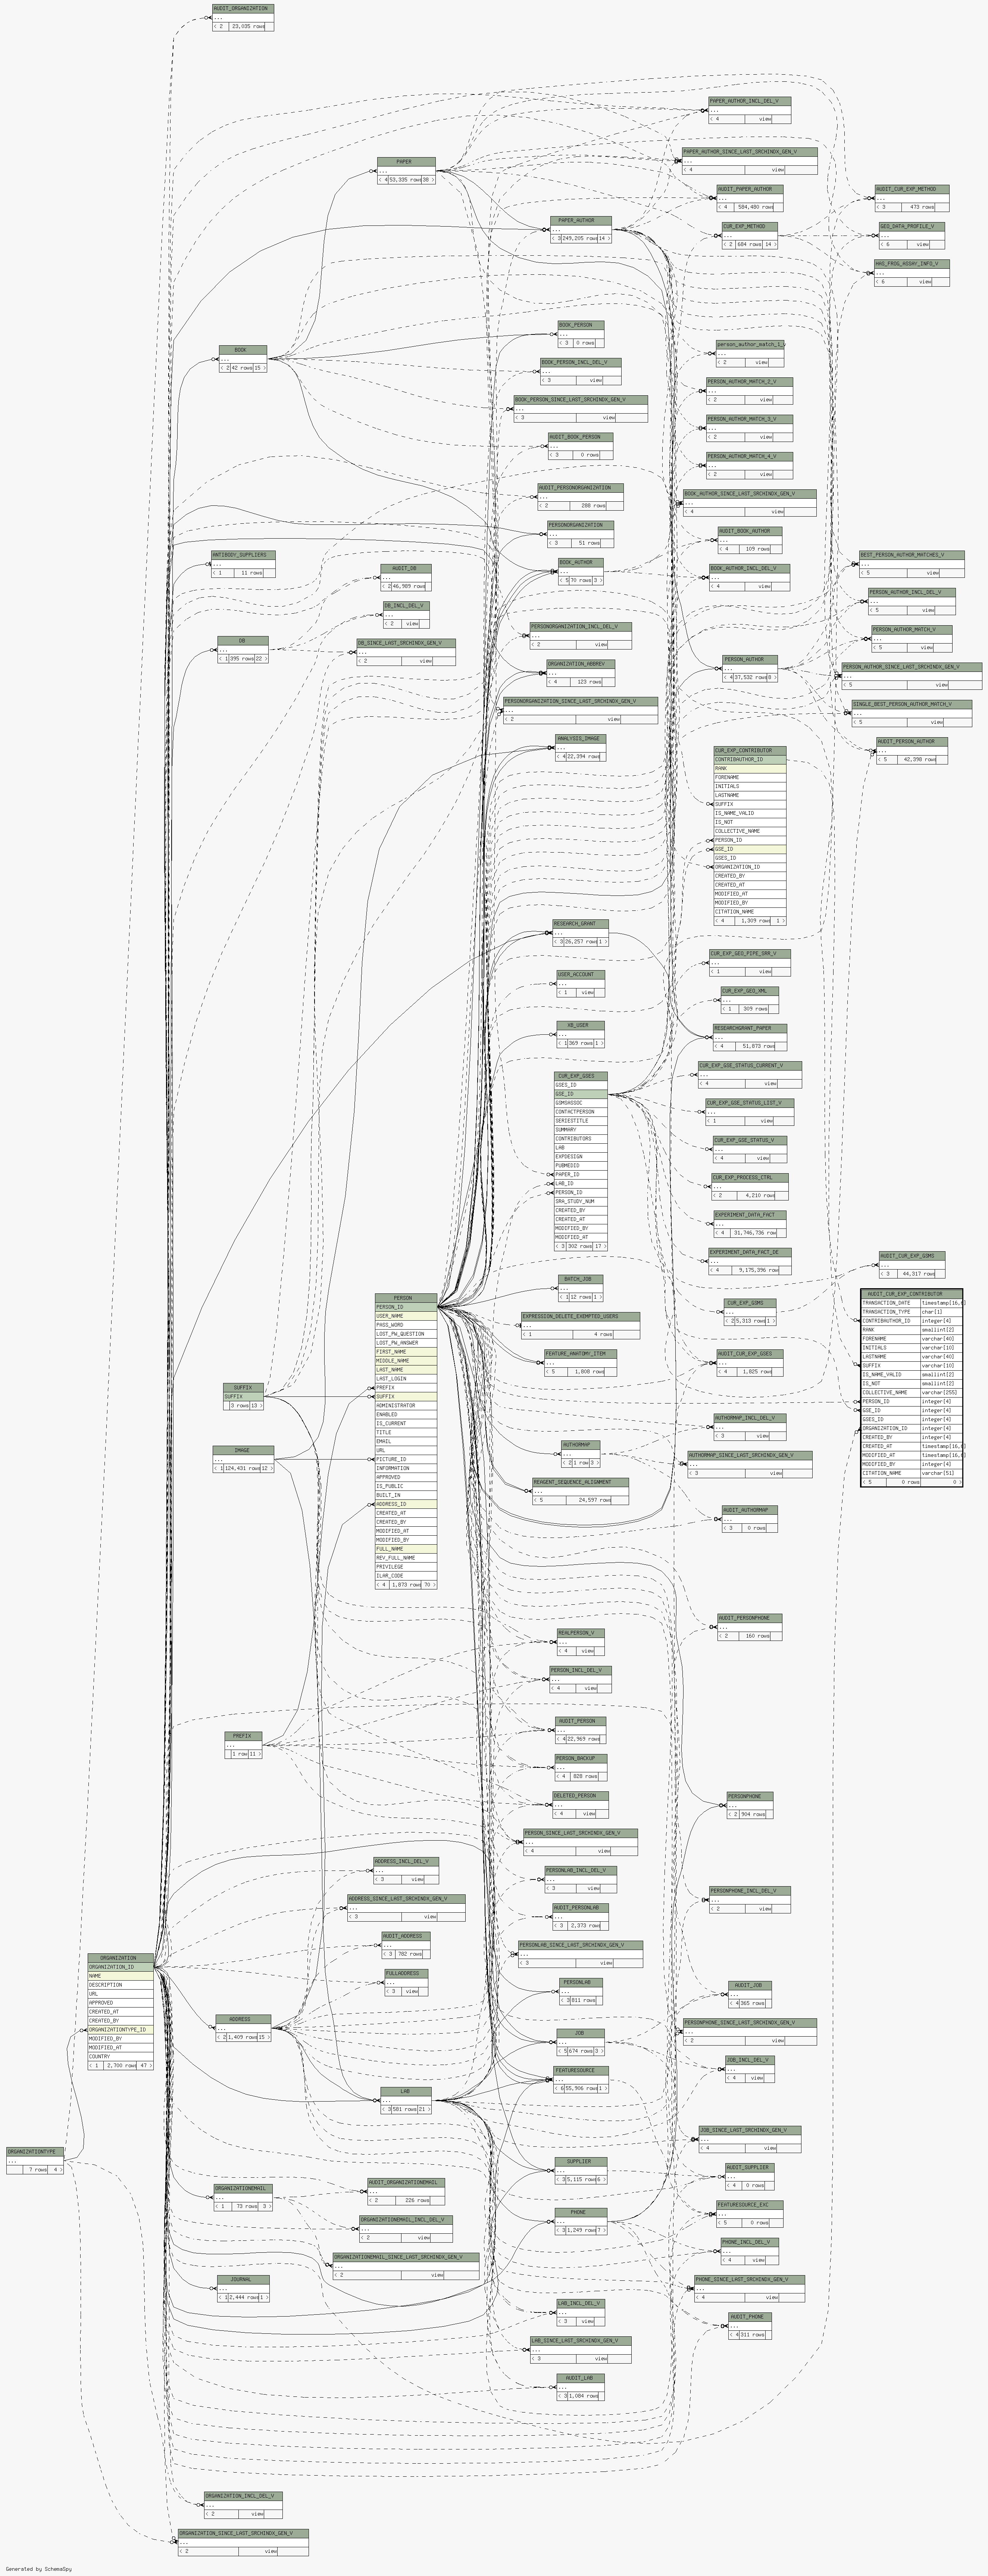 AUDIT_ORGANIZATION
...
< 2 23,035 rows
PAPER_AUTHOR_INCL_DEL_V
...
< 4 view
PAPER
...
< 4 53,335 rows 38 >
PAPER_AUTHOR_SINCE_LAST_SRCHINDX_GEN_V
...
< 4 view
AUDIT_PAPER_AUTHOR
...
< 4 584,480 rows
AUDIT_CUR_EXP_METHOD
...
< 3 473 rows
PAPER_AUTHOR
...
< 3 249,205 rows 14 >
CUR_EXP_METHOD
...
< 2 684 rows 14 >
GEO_DATA_PROFILE_V
...
< 6 view
HAS_FROG_ASSAY_INFO_V
...
< 6 view
BOOK
...
< 2 42 rows 15 >
BOOK_PERSON
...
< 3 0 rows
person_author_match_1_v
...
< 2 view
BOOK_PERSON_INCL_DEL_V
...
< 3 view
PERSON_AUTHOR_MATCH_2_V
...
< 2 view
BOOK_PERSON_SINCE_LAST_SRCHINDX_GEN_V
...
< 3 view
PERSON_AUTHOR_MATCH_3_V
...
< 2 view
AUDIT_BOOK_PERSON
...
< 3 0 rows
PERSON_AUTHOR_MATCH_4_V
...
< 2 view
AUDIT_PERSONORGANIZATION
...
< 2 288 rows
BOOK_AUTHOR_SINCE_LAST_SRCHINDX_GEN_V
...
< 4 view
PERSONORGANIZATION
...
< 3 51 rows
AUDIT_BOOK_AUTHOR
...
< 4 109 rows
ANTIBODY_SUPPLIERS
...
< 1 11 rows
AUDIT_DB
...
< 2 46,989 rows
BOOK_AUTHOR
...
< 5 70 rows 3 >
BOOK_AUTHOR_INCL_DEL_V
...
< 4 view
BEST_PERSON_AUTHOR_MATCHES_V
...
< 5 view
DB_INCL_DEL_V
...
< 2 view
PERSON_AUTHOR_INCL_DEL_V
...
< 5 view
DB
...
< 1 395 rows 22 >
DB_SINCE_LAST_SRCHINDX_GEN_V
...
< 2 view
PERSONORGANIZATION_INCL_DEL_V
...
< 2 view
PERSON_AUTHOR_MATCH_V
...
< 5 view
ORGANIZATION_ABBREV
...
< 4 123 rows
PERSON_AUTHOR
...
< 4 37,532 rows 8 >
PERSON_AUTHOR_SINCE_LAST_SRCHINDX_GEN_V
...
< 5 view
PERSONORGANIZATION_SINCE_LAST_SRCHINDX_GEN_V
...
< 2 view
SINGLE_BEST_PERSON_AUTHOR_MATCH_V
...
< 5 view
ANALYSIS_IMAGE
...
< 4 22,394 rows
AUDIT_PERSON_AUTHOR
...
< 5 42,398 rows
CUR_EXP_CONTRIBUTOR
CONTRIBAUTHOR_ID
RANK
FORENAME
INITIALS
LASTNAME
SUFFIX
IS_NAME_VALID
IS_NOT
COLLECTIVE_NAME
PERSON_ID
GSE_ID
GSES_ID
ORGANIZATION_ID
CREATED_BY
CREATED_AT
MODIFIED_AT
MODIFIED_BY
CITATION_NAME
< 4 1,309 rows 1 >
RESEARCH_GRANT
...
< 3 26,257 rows 1 >
CUR_EXP_GEO_PIPE_SRR_V
...
< 1 view
USER_ACCOUNT
...
< 1 view
CUR_EXP_GEO_XML
...
< 1 309 rows
XB_USER
...
< 1 369 rows 1 >
RESEARCHGRANT_PAPER
...
< 4 51,873 rows
CUR_EXP_GSES
GSES_ID
GSE_ID
GSMSASSOC
CONTACTPERSON
SERIESTITLE
SUMMARY
CONTRIBUTORS
LAB
EXPDESIGN
PUBMEDID
PAPER_ID
LAB_ID
PERSON_ID
SRA_STUDY_NUM
CREATED_BY
CREATED_AT
MODIFIED_BY
MODIFIED_AT
< 3 302 rows 17 >
CUR_EXP_GSE_STATUS_CURRENT_V
...
< 4 view
CUR_EXP_GSE_STATUS_LIST_V
...
< 1 view
CUR_EXP_GSE_STATUS_V
...
< 4 view
CUR_EXP_PROCESS_CTRL
...
< 2 4,210 rows
EXPERIMENT_DATA_FACT
...
< 4 31,746,736 row
EXPERIMENT_DATA_FACT_DE
...
< 4 9,175,396 row
AUDIT_CUR_EXP_GSMS
...
< 3 44,317 rows
BATCH_JOB
...
< 1 12 rows 1 >
CUR_EXP_GSMS
...
< 2 5,313 rows 1 >
AUDIT_CUR_EXP_CONTRIBUTOR
TRANSACTION_DATE timestamp[16,6]
TRANSACTION_TYPE char[1]
CONTRIBAUTHOR_ID integer[4]
RANK smallint[2]
FORENAME varchar[40]
INITIALS varchar[10]
LASTNAME varchar[40]
SUFFIX varchar[10]
IS_NAME_VALID smallint[2]
IS_NOT smallint[2]
COLLECTIVE_NAME varchar[255]
PERSON_ID integer[4]
GSE_ID integer[4]
GSES_ID integer[4]
ORGANIZATION_ID integer[4]
CREATED_BY integer[4]
CREATED_AT timestamp[16,6]
MODIFIED_AT timestamp[16,6]
MODIFIED_BY integer[4]
CITATION_NAME varchar[51]
< 5 0 rows 0 >
PERSON
PERSON_ID
USER_NAME
PASS_WORD
LOST_PW_QUESTION
LOST_PW_ANSWER
FIRST_NAME
MIDDLE_NAME
LAST_NAME
LAST_LOGIN
PREFIX
SUFFIX
ADMINISTRATOR
ENABLED
IS_CURRENT
TITLE
EMAIL
URL
PICTURE_ID
INFORMATION
APPROVED
IS_PUBLIC
BUILT_IN
ADDRESS_ID
CREATED_AT
CREATED_BY
MODIFIED_AT
MODIFIED_BY
FULL_NAME
REV_FULL_NAME
PRIVILEGE
ILAR_CODE
< 4 1,873 rows 70 >
EXPRESSION_DELETE_EXEMPTED_USERS
...
< 1 4 rows
FEATURE_ANATOMY_ITEM
...
< 5 1,808 rows
AUDIT_CUR_EXP_GSES
...
< 4 1,825 rows
SUFFIX
SUFFIX
3 rows 13 >
AUTHORMAP_INCL_DEL_V
...
< 3 view
IMAGE
...
< 1 124,431 rows 12 >
AUTHORMAP
...
< 2 1 row 3 >
AUTHORMAP_SINCE_LAST_SRCHINDX_GEN_V
...
< 3 view
REAGENT_SEQUENCE_ALIGNMENT
...
< 5 24,597 rows
AUDIT_AUTHORMAP
...
< 3 0 rows
AUDIT_PERSONPHONE
...
< 2 160 rows
REALPERSON_V
...
< 4 view
PERSON_INCL_DEL_V
...
< 4 view
PREFIX
...
1 row 11 >
AUDIT_PERSON
...
< 4 22,969 rows
PERSON_BACKUP
...
< 4 828 rows
DELETED_PERSON
...
< 4 view
PERSONPHONE
...
< 2 904 rows
PERSON_SINCE_LAST_SRCHINDX_GEN_V
...
< 4 view
ADDRESS_INCL_DEL_V
...
< 3 view
PERSONLAB_INCL_DEL_V
...
< 3 view
PERSONPHONE_INCL_DEL_V
...
< 2 view
ADDRESS_SINCE_LAST_SRCHINDX_GEN_V
...
< 3 view
AUDIT_PERSONLAB
...
< 3 2,373 rows
AUDIT_ADDRESS
...
< 3 782 rows
PERSONLAB_SINCE_LAST_SRCHINDX_GEN_V
...
< 3 view
ORGANIZATION
ORGANIZATION_ID
NAME
DESCRIPTION
URL
APPROVED
CREATED_AT
CREATED_BY
ORGANIZATIONTYPE_ID
MODIFIED_BY
MODIFIED_AT
COUNTRY
< 1 2,700 rows 47 >
FULLADDRESS
...
< 3 view
PERSONLAB
...
< 3 811 rows
AUDIT_JOB
...
< 4 365 rows
ADDRESS
...
< 2 1,409 rows 15 >
JOB
...
< 5 674 rows 3 >
PERSONPHONE_SINCE_LAST_SRCHINDX_GEN_V
...
< 2 view
FEATURESOURCE
...
< 6 55,906 rows 1 >
JOB_INCL_DEL_V
...
< 4 view
LAB
...
< 3 581 rows 21 >
ORGANIZATIONTYPE
...
7 rows 4 >
JOB_SINCE_LAST_SRCHINDX_GEN_V
...
< 4 view
SUPPLIER
...
< 3 5,115 rows 6 >
AUDIT_SUPPLIER
...
< 4 0 rows
ORGANIZATIONEMAIL
...
< 1 73 rows 3 >
AUDIT_ORGANIZATIONEMAIL
...
< 2 226 rows
FEATURESOURCE_EXC
...
< 5 0 rows
ORGANIZATIONEMAIL_INCL_DEL_V
...
< 2 view
PHONE
...
< 3 1,249 rows 7 >
PHONE_INCL_DEL_V
...
< 4 view
ORGANIZATIONEMAIL_SINCE_LAST_SRCHINDX_GEN_V
...
< 2 view
JOURNAL
...
< 1 2,444 rows 1 >
PHONE_SINCE_LAST_SRCHINDX_GEN_V
...
< 4 view
LAB_INCL_DEL_V
...
< 3 view
AUDIT_PHONE
...
< 4 311 rows
LAB_SINCE_LAST_SRCHINDX_GEN_V
...
< 3 view
AUDIT_LAB
...
< 3 1,084 rows
ORGANIZATION_INCL_DEL_V
...
< 2 view
ORGANIZATION_SINCE_LAST_SRCHINDX_GEN_V
...
< 2 view
Generated by SchemaSpy